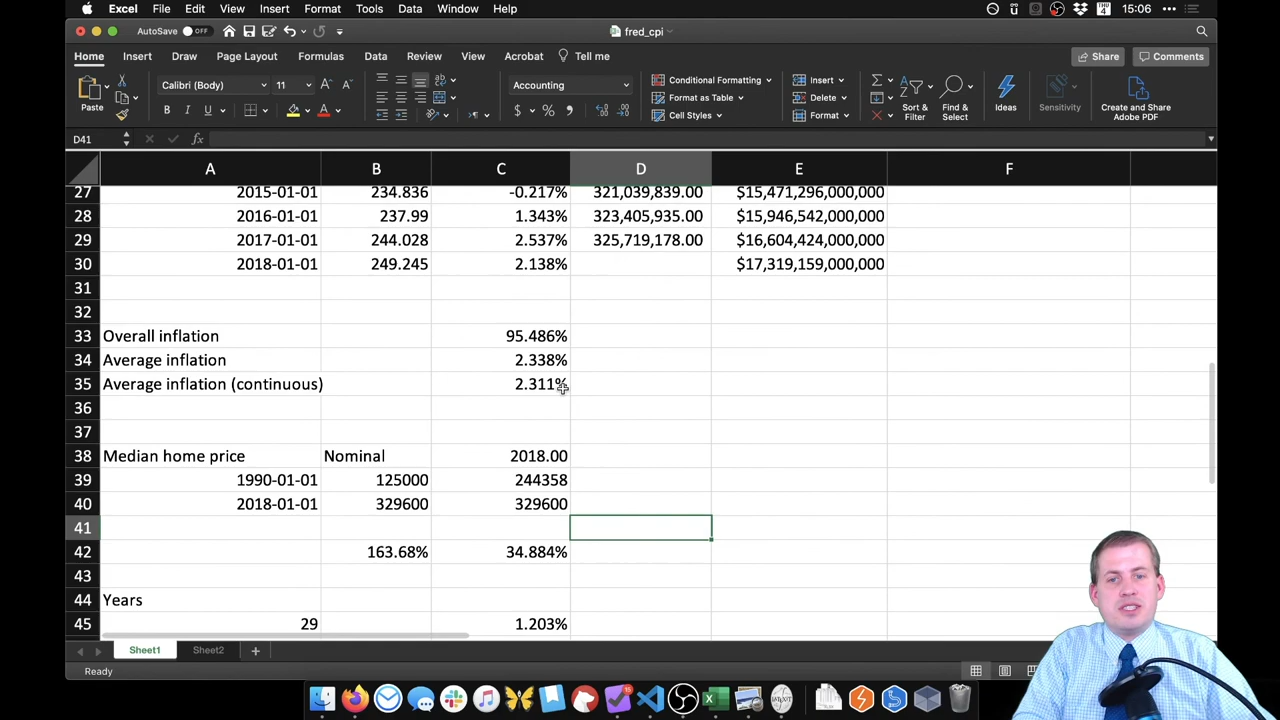 Excel File Edit View Insert Format Tools Data Window Help THU 4 15:06
AutoSave OFF fred_cpi
Home Insert Draw Page Layout Formulas Data Review View Acrobat Tell me Share Comments
Paste Calibri (Body) 11 A A ab Accounting Conditional Formatting Insert Sort & Filter Find & Select Ideas Sensitivity Create and Share Adobe PDF
Format as Table Delete
B I U A $ % Cell Styles Format
D41 fx
A B C D E F
27 2015-01-01 234.836 -0.217% 321,039,839.00 $15,471,296,000,000
28 2016-01-01 237.99 1.343% 323,405,935.00 $15,946,542,000,000
29 2017-01-01 244.028 2.537% 325,719,178.00 $16,604,424,000,000
30 2018-01-01 249.245 2.138% $17,319,159,000,000
31
32
33 Overall inflation 95.486%
34 Average inflation 2.338%
35 Average inflation (continuous) 2.311%
36
37
38 Median home price Nominal 2018.00
39 1990-01-01 125000 244358
40 2018-01-01 329600 329600
41
42 163.68% 34.884%
43
44 Years
45 29 1.203%
Sheet1 Sheet2 +
Ready